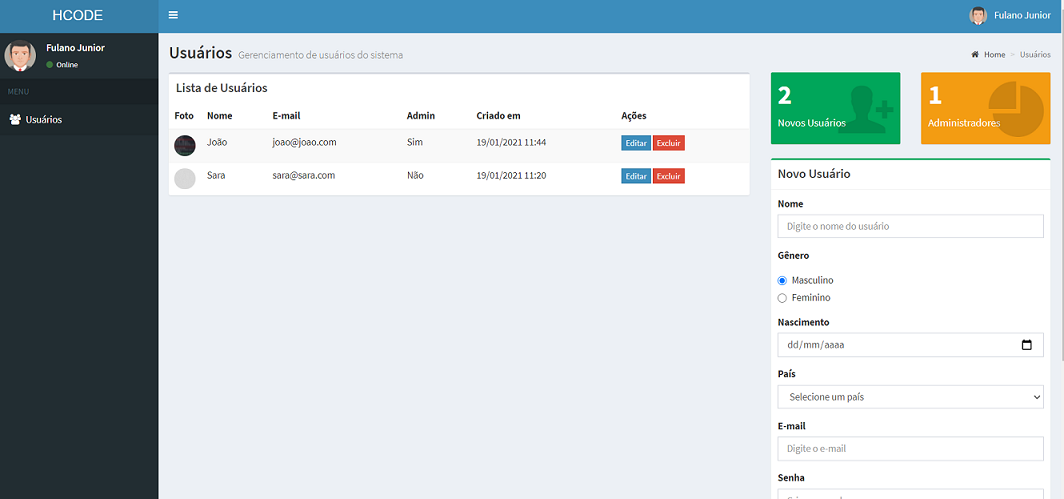 HCODE
Fulano Junior
Fulano Junior
Online
MENU
Usuários
Usuários Gerenciamento de usuários do sistema
Home > Usuários
Lista de Usuários
Foto Nome E-mail Admin Criado em Ações
João joao@joao.com Sim 19/01/2021 11:44 Editar Excluir
Sara sara@sara.com Não 19/01/2021 11:20 Editar Excluir
2
Novos Usuários
1
Administradores
Novo Usuário
Nome
Digite o nome do usuário
Gênero
Masculino
Feminino
Nascimento
dd/mm/aaaa
País
Selecione um país
E-mail
Digite o e-mail
Senha